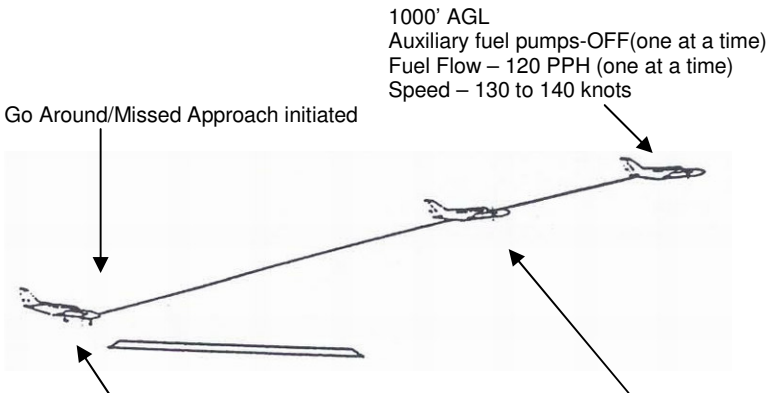 1000’ AGL
Auxiliary fuel pumps-OFF(one at a time)
Fuel Flow – 120 PPH (one at a time)
Speed – 130 to 140 knots
Go Around/Missed Approach initiated